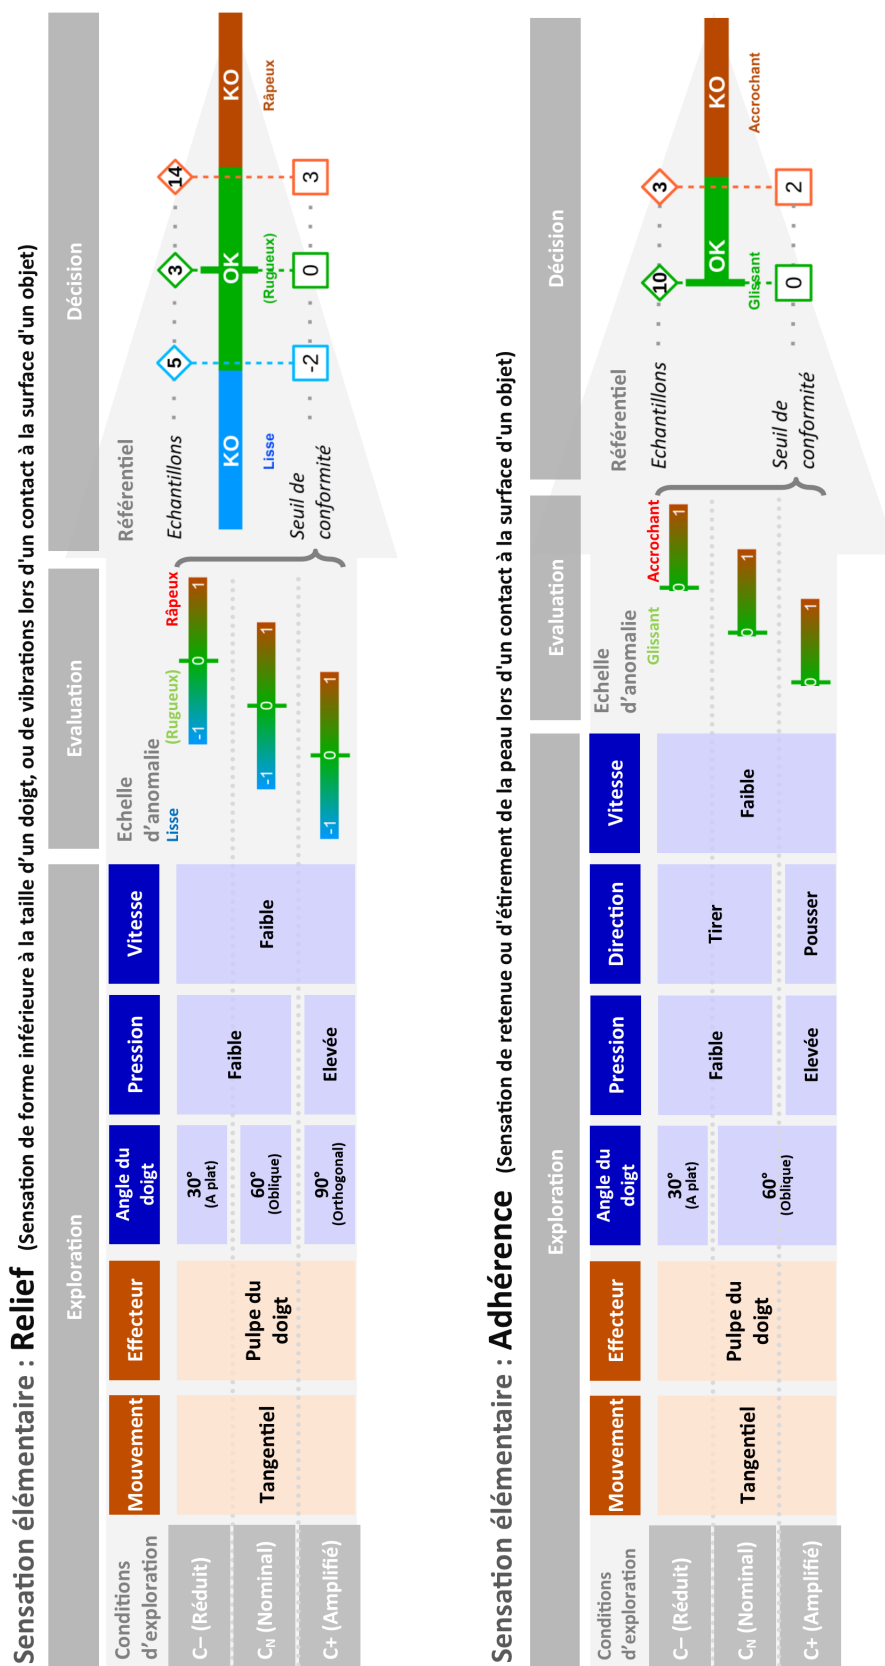 Sensation élémentaire : Relief (Sensation de forme inférieure à la taille d'un doigt, ou de vibrations lors d'un contact à la surface d'un objet)
Exploration
Evaluation
Décision
Conditions
d'exploration
Mouvement
Effecteur
Angle du
doigt
Pression
Vitesse
Echelle
d'anomalie
Référentiel
Lisse
(Rugueux)
Râpeux
C– (Réduit)
C_N (Nominal)
C+ (Amplifié)
Tangentiel
Pulpe du
doigt
30°
(A plat)
60°
(Oblique)
90°
(Orthogonal)
Faible
Elevée
Faible
-1 0 1
-1 0 1
-1 0 1
Echantillons
5 3 14
KO OK KO
Lisse (Rugueux) Râpeux
Seuil de
conformité
-2 0 3
Sensation élémentaire : Adhérence (Sensation de retenue ou d'étirement de la peau lors d'un contact à la surface d'un objet)
Exploration
Evaluation
Décision
Conditions
d'exploration
Mouvement
Effecteur
Angle du
doigt
Pression
Direction
Vitesse
Echelle
d'anomalie
Référentiel
Glissant
Accrochant
C– (Réduit)
C_N (Nominal)
C+ (Amplifié)
Tangentiel
Pulpe du
doigt
30°
(A plat)
60°
(Oblique)
Faible
Elevée
Tirer
Pousser
Faible
0 1
0 1
0 1
Echantillons
10 3
OK KO
Glissant Accrochant
Seuil de
conformité
0 2